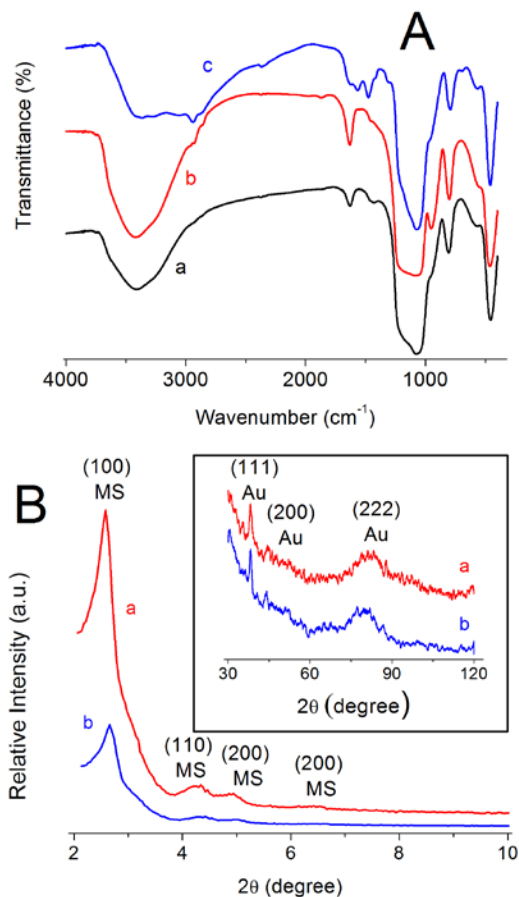 A
c
b
a
Transmittance (%)
4000 3000 2000 1000
Wavenumber (cm⁻¹)
B
(100)
MS
a
b
(110)
MS
(200)
MS
(200)
MS
Relative Intensity (a.u.)
2 4 6 8 10
2θ (degree)
(111)
Au
(200)
Au
(222)
Au
a
b
30 60 90 120
2θ (degree)